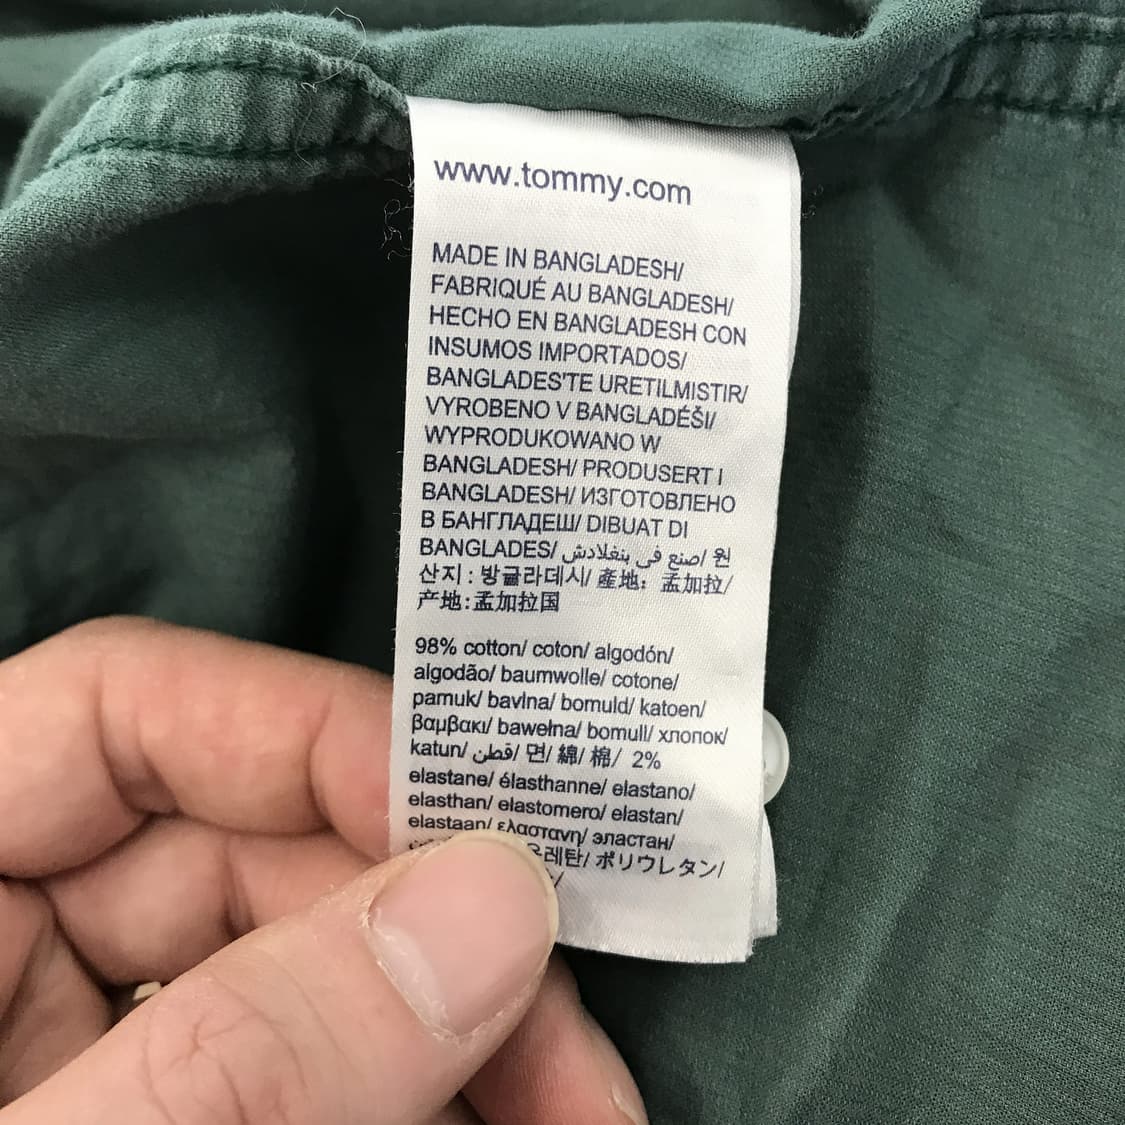 www.tommy.com
MADE IN BANGLADESH/
FABRIQUÉ AU BANGLADESH/
HECHO EN BANGLADESH CON
INSUMOS IMPORTADOS/
BANGLADES'TE URETILMISTIR/
VYROBENO V BANGLADÉŠI/
WYPRODUKOWANO W
BANGLADESH/ PRODUSERT I
BANGLADESH/ ИЗГОТОВЛЕНО
В БАНГЛАДЕШ/ DIBUAT DI
BANGLADES/ صنع في بنغلادش/ 원
산지 : 방글라데시/ 產地: 孟加拉/
产地:孟加拉国
98% cotton/ coton/ algodón/
algodão/ baumwolle/ cotone/
pamuk/ bavlna/ bomuld/ katoen/
βαμβακι/ bawełna/ bomull/ хлопок/
katun/ قطن/ 면/ 綿/ 棉/ 2%
elastane/ élasthanne/ elastano/
elasthan/ elastomero/ elastan/
elastaan/ ελαστανη/ эластан/
ポリウレタン/